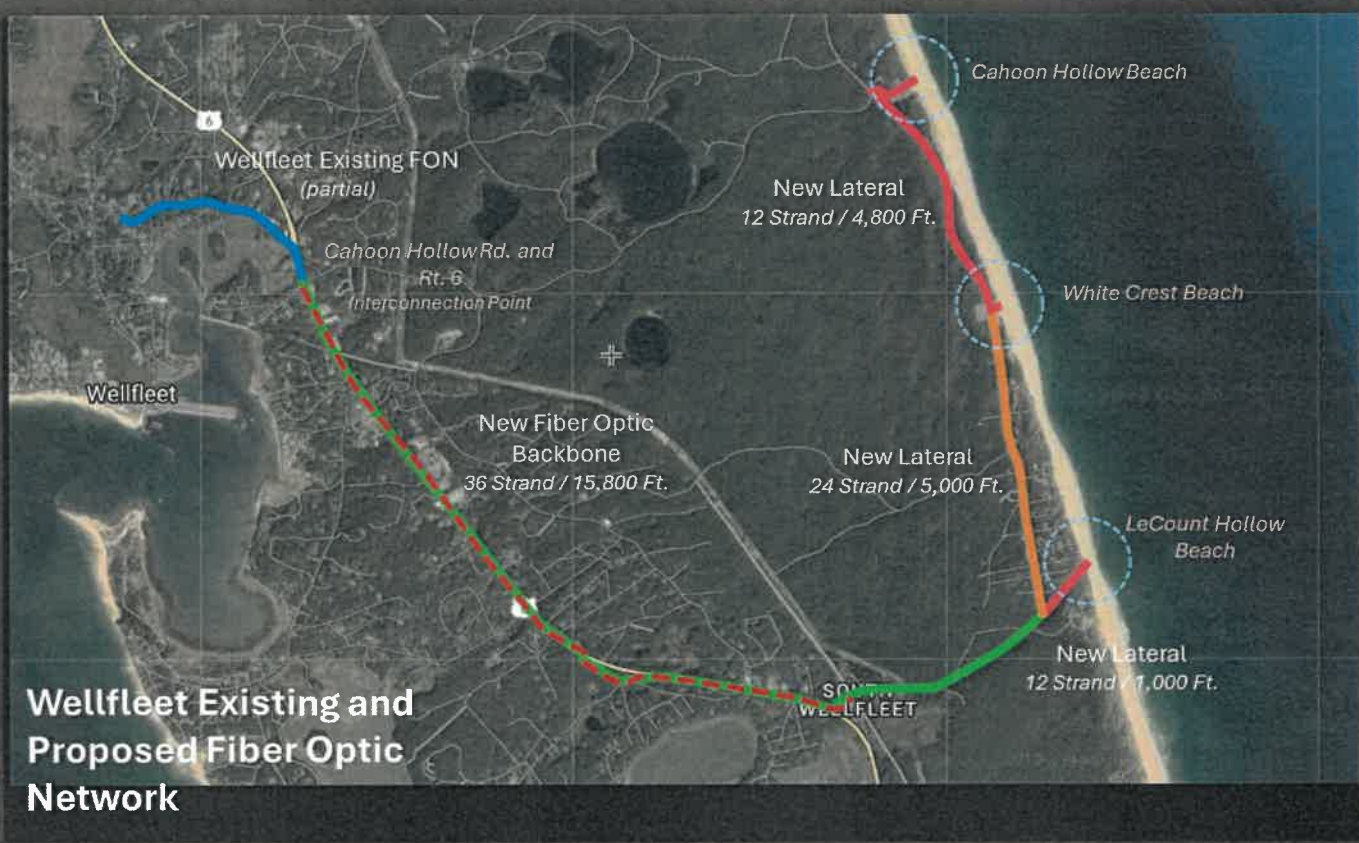 Cahoon Hollow Beach
6
Wellfleet Existing FON
(partial)
New Lateral
12 Strand / 4,800 Ft.
Cahoon Hollow Rd. and
Rt. 6
Interconnection Point
White Crest Beach
Wellfleet
New Fiber Optic
Backbone
36 Strand / 15,800 Ft.
New Lateral
24 Strand / 5,000 Ft.
LeCount Hollow
Beach
New Lateral
12 Strand / 1,000 Ft.
SOUTH
WELLFLEET
Wellfleet Existing and
Proposed Fiber Optic
Network